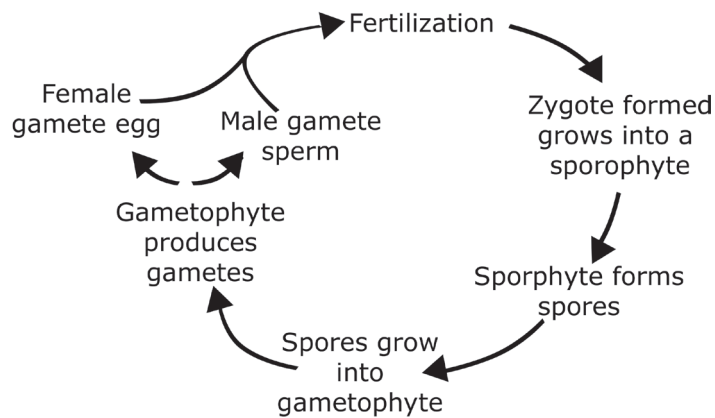 Fertilization
Zygote formed
grows into a
sporophyte
Sporphyte forms
spores
Spores grow
into
gametophyte
Gametophyte
produces
gametes
Female
gamete egg
Male gamete
sperm